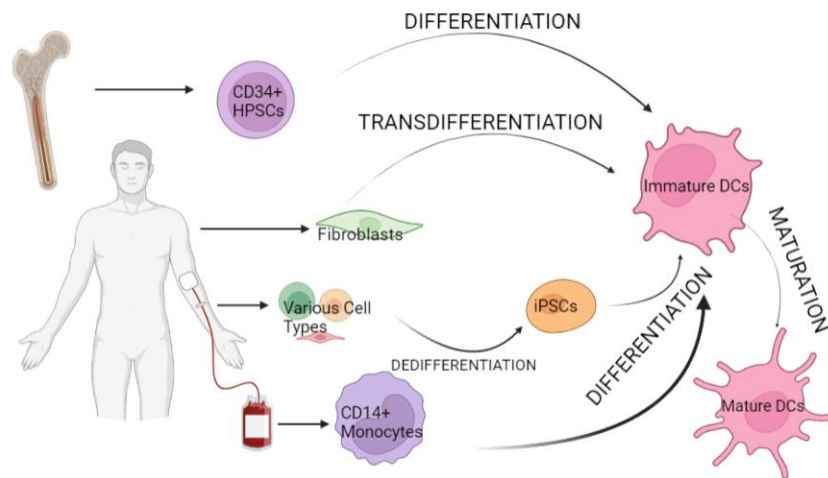 DIFFERENTIATION
CD34+
HPSCs
TRANSDIFFERENTIATION
Immature DCs
Fibroblasts
MATURATION
Various Cell
Types
iPSCs
DIFFERENTIATION
DEDIFFERENTIATION
CD14+
Monocytes
Mature DCs